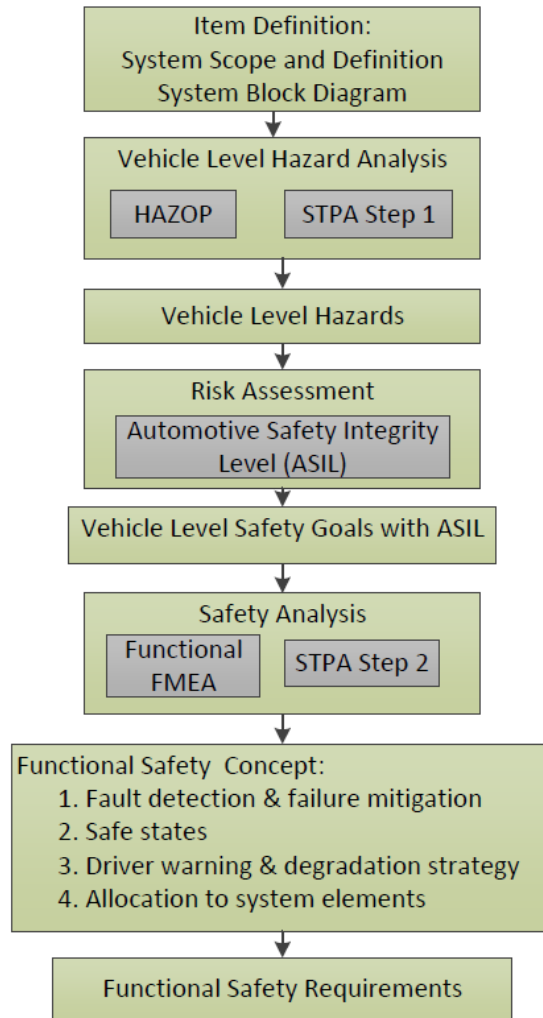 Item Definition:
System Scope and Definition
System Block Diagram
Vehicle Level Hazard Analysis
HAZOP
STPA Step 1
Vehicle Level Hazards
Risk Assessment
Automotive Safety Integrity
Level (ASIL)
Vehicle Level Safety Goals with ASIL
Safety Analysis
Functional
FMEA
STPA Step 2
Functional Safety Concept:
1. Fault detection & failure mitigation
2. Safe states
3. Driver warning & degradation strategy
4. Allocation to system elements
Functional Safety Requirements